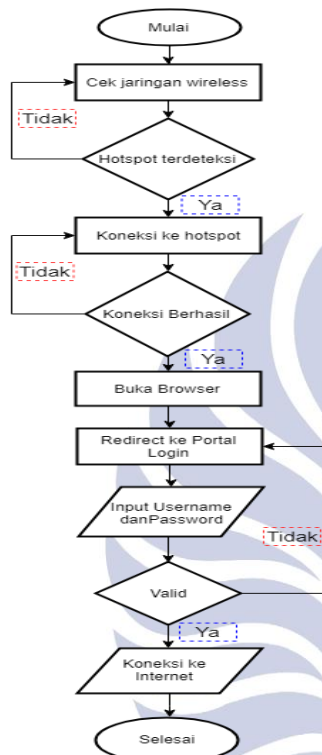 Mulai
Cek jaringan wireless
Tidak
Hotspot terdeteksi
Ya
Koneksi ke hotspot
Tidak
Koneksi Berhasil
Ya
Buka Browser
Redirect ke Portal
Login
Input Username
danPassword
Tidak
Valid
Ya
Koneksi ke
Internet
Selesai